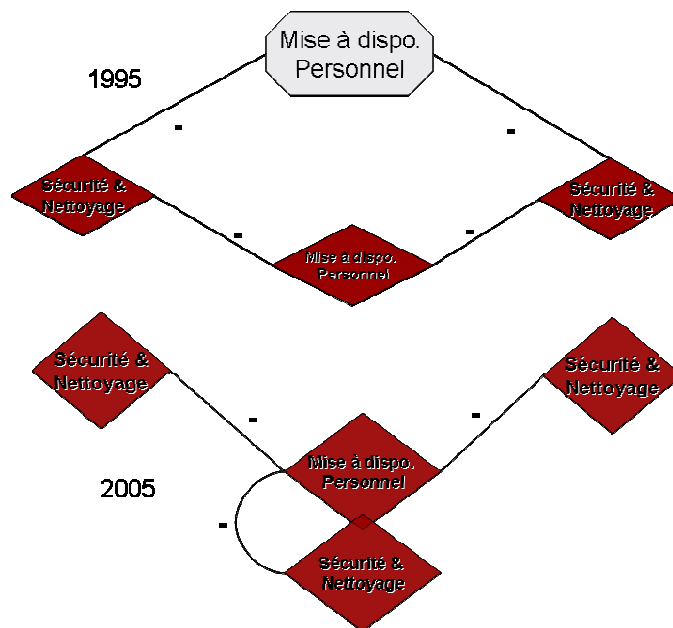 Mise à dispo.
Personnel
1995
-
-
Sécurité &
Nettoyage
Sécurité &
Nettoyage
-
-
Mise à dispo.
Personnel
Sécurité &
Nettoyage
Sécurité &
Nettoyage
-
-
Mise à dispo.
Personnel
2005
-
Sécurité &
Nettoyage